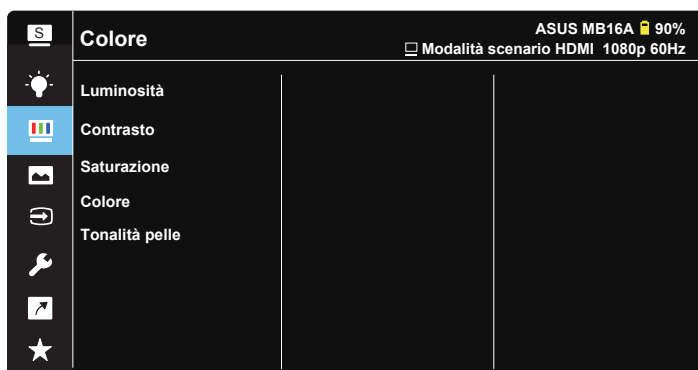 S
Colore
ASUS MB16A 90%
Modalità scenario HDMI 1080p 60Hz
Luminosità
Contrasto
Saturazione
Colore
Tonalità pelle